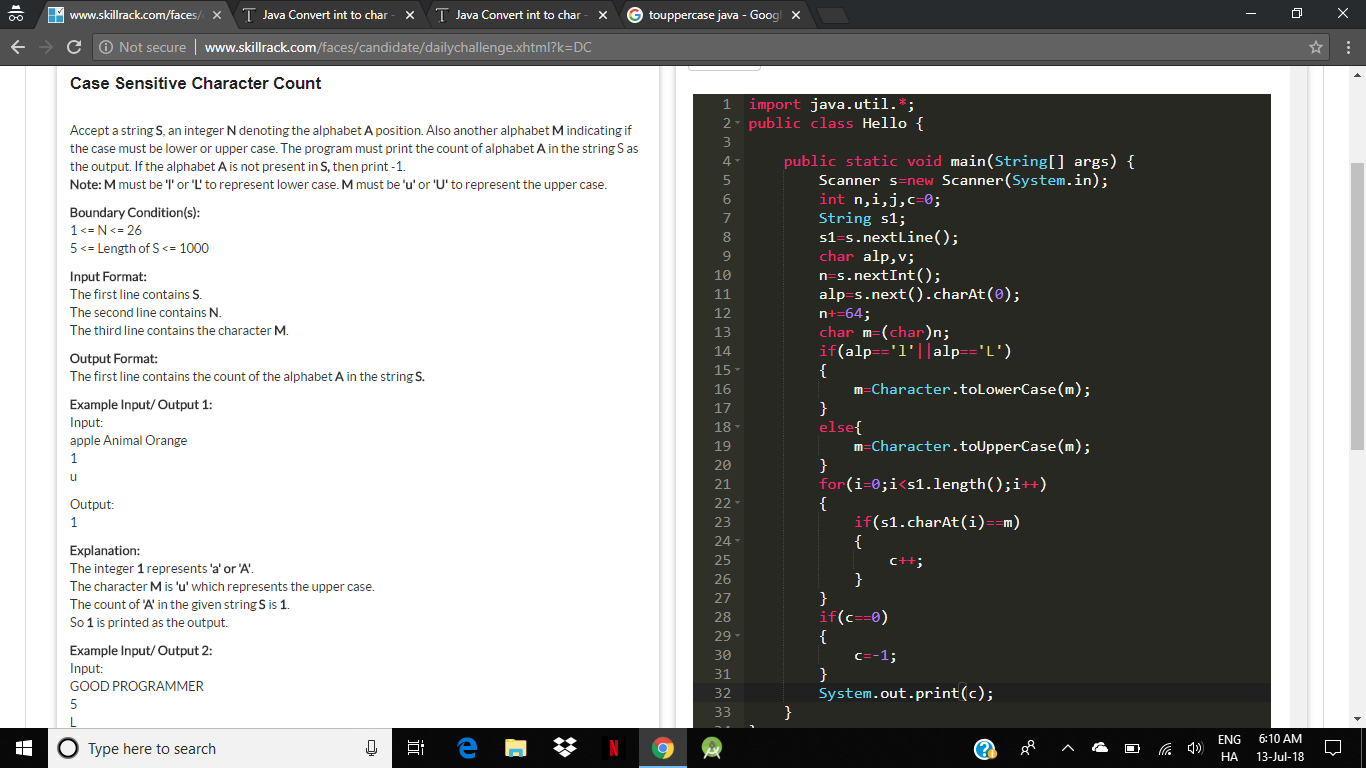 www.skillrack.com/faces/
Java Convert int to char -
Java Convert int to char -
touppercase java - Goog
Not secure | www.skillrack.com/faces/candidate/dailychallenge.xhtml?k=DC
Case Sensitive Character Count
Accept a string S, an integer N denoting the alphabet A position. Also another alphabet M indicating if
the case must be lower or upper case. The program must print the count of alphabet A in the string S as
the output. If the alphabet A is not present in S, then print -1.
Note: M must be 'l' or 'L' to represent lower case. M must be 'u' or 'U' to represent the upper case.
Boundary Condition(s):
1 <= N <= 26
5 <= Length of S <= 1000
Input Format:
The first line contains S.
The second line contains N.
The third line contains the character M.
Output Format:
The first line contains the count of the alphabet A in the string S.
Example Input/ Output 1:
Input:
apple Animal Orange
1
u
Output:
1
Explanation:
The integer 1 represents 'a' or 'A'.
The character M is 'u' which represents the upper case.
The count of 'A' in the given string S is 1.
So 1 is printed as the output.
Example Input/ Output 2:
Input:
GOOD PROGRAMMER
5
L
1 import java.util.*;
2 public class Hello {
3
4 public static void main(String[] args) {
5 Scanner s=new Scanner(System.in);
6 int n,i,j,c=0;
7 String s1;
8 s1=s.nextLine();
9 char alp,v;
10 n=s.nextInt();
11 alp=s.next().charAt(0);
12 n+=64;
13 char m=(char)n;
14 if(alp=='l'||alp=='L')
15 {
16 m=Character.toLowerCase(m);
17 }
18 else{
19 m=Character.toUpperCase(m);
20 }
21 for(i=0;i<s1.length();i++)
22 {
23 if(s1.charAt(i)==m)
24 {
25 c++;
26 }
27 }
28 if(c==0)
29 {
30 c=-1;
31 }
32 System.out.print(c);
33 }
Type here to search
ENG
HA
6:10 AM
13-Jul-18